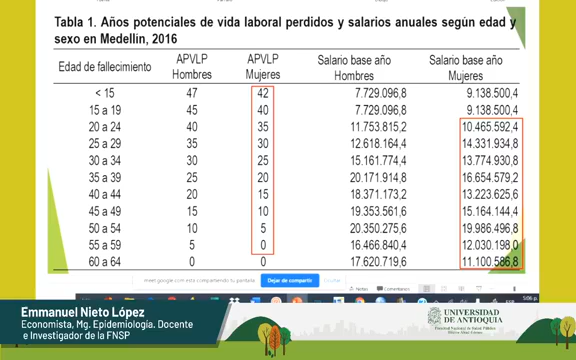 Tabla 1. Años potenciales de vida laboral perdidos y salarios anuales según edad y
sexo en Medellín, 2016
Edad de fallecimiento APVLP Hombres APVLP Mujeres Salario base año Hombres Salario base año Mujeres
< 15 47 42 7.729.096,8 9.138.500,4
15 a 19 45 40 7.729.096,8 9.138.500,4
20 a 24 40 35 11.753.815,2 10.465.592,4
25 a 29 35 30 12.618.164,4 14.331.934,8
30 a 34 30 25 15.161.774,4 13.774.930,8
35 a 39 25 20 20.171.914,8 16.654.579,2
40 a 44 20 15 18.371.173,2 13.223.625,6
45 a 49 15 10 19.353.561,6 15.164.144,4
50 a 54 10 5 20.350.275,6 19.986.496,8
55 a 59 5 0 16.466.840,4 12.030.198,0
60 a 64 0 0 17.620.719,6 11.100.586,8
meet.google.com está compartiendo tu pantalla. Dejar de compartir Ocultar
Notas Comentarios
5:06 p.
Emmanuel Nieto López
Economista, Mg. Epidemiología. Docente
e Investigador de la FNSP
UNIVERSIDAD
DE ANTIOQUIA
Facultad Nacional de Salud Pública